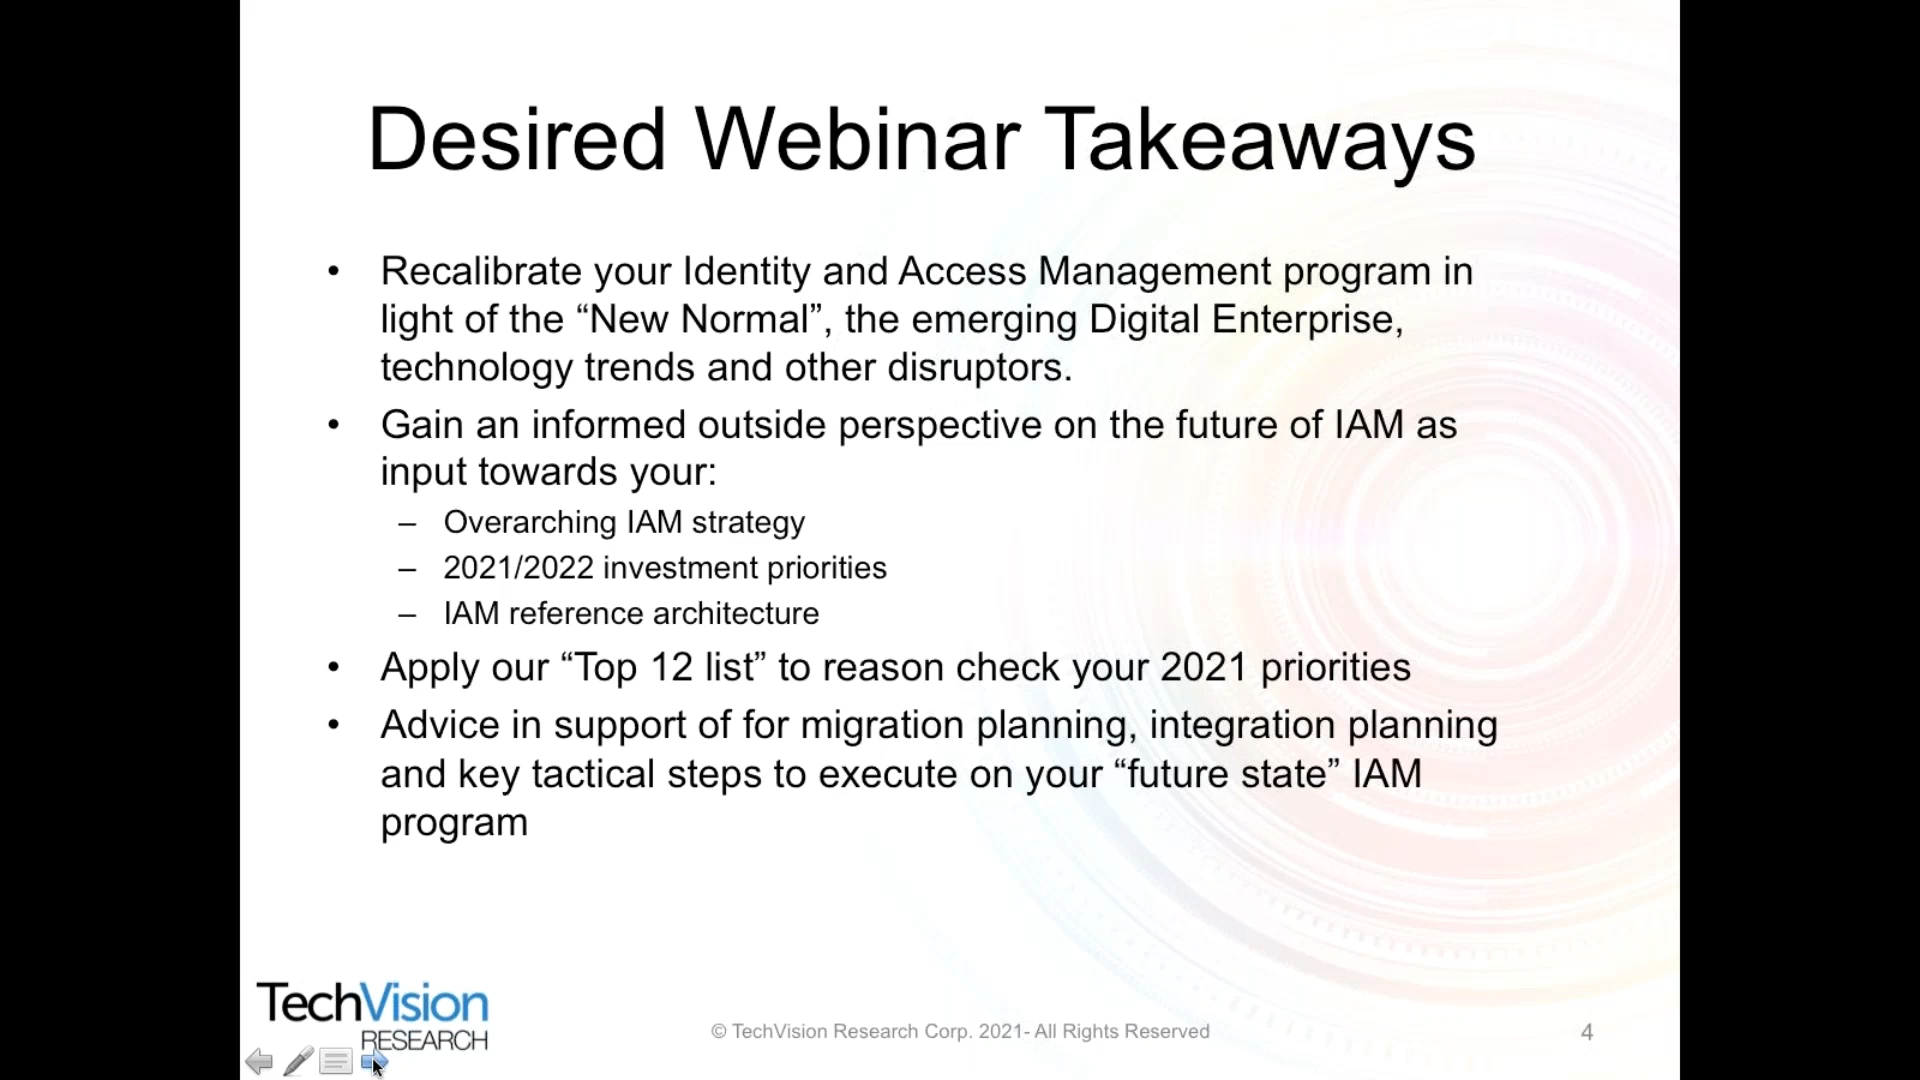 Desired Webinar Takeaways
• Recalibrate your Identity and Access Management program in
light of the “New Normal”, the emerging Digital Enterprise,
technology trends and other disruptors.
• Gain an informed outside perspective on the future of IAM as
input towards your:
– Overarching IAM strategy
– 2021/2022 investment priorities
– IAM reference architecture
• Apply our “Top 12 list” to reason check your 2021 priorities
• Advice in support of for migration planning, integration planning
and key tactical steps to execute on your “future state” IAM
program
TechVision
RESEARCH
© TechVision Research Corp. 2021- All Rights Reserved
4